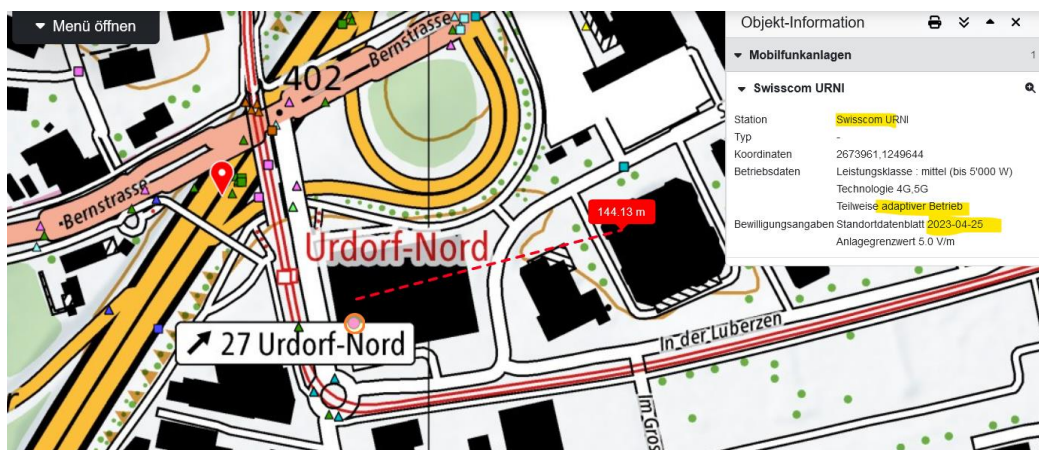 Menü öffnen
Bernstrasse
402
Bernstrasse
144.13 m
Urdorf-Nord
27 Urdorf-Nord
In der Luberzen
Im Gros
Objekt-Information
Mobilfunkanlagen 1
Swisscom URNI
Station Swisscom URNI
Typ -
Koordinaten 2673961,1249644
Betriebsdaten Leistungsklasse : mittel (bis 5'000 W)
Technologie 4G,5G
Teilweise adaptiver Betrieb
Bewilligungsangaben Standortdatenblatt 2023-04-25
Anlagegrenzwert 5.0 V/m